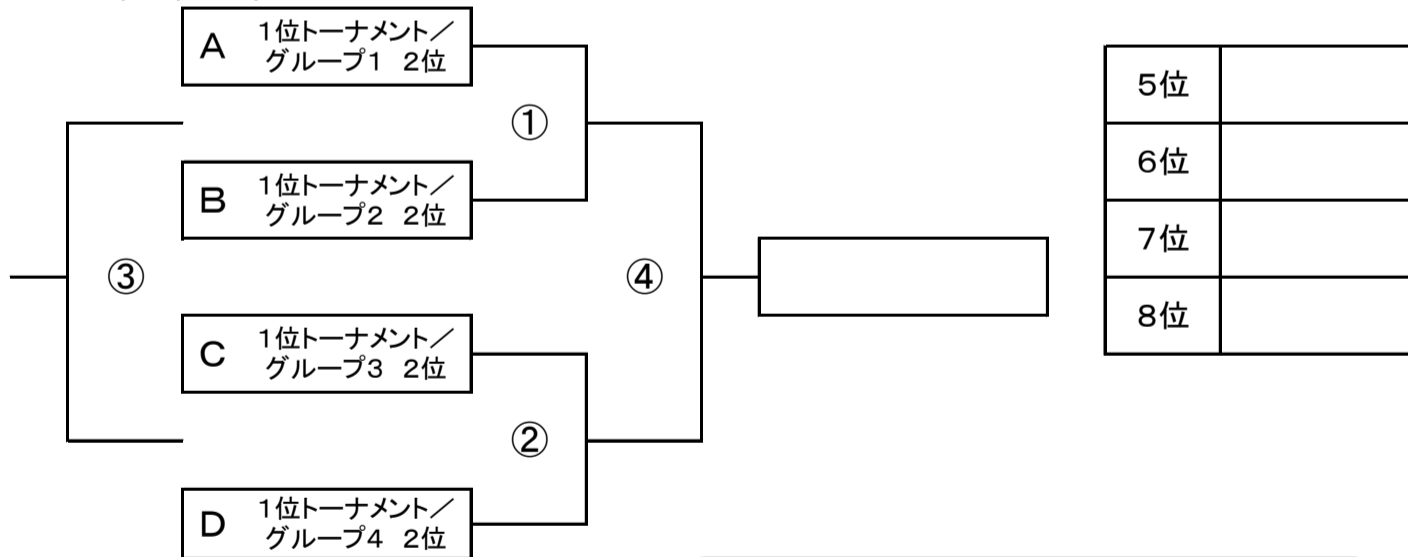 A
1位トーナメント／
グループ1 2位
①
B
1位トーナメント／
グループ2 2位
③
④
C
1位トーナメント／
グループ3 2位
②
D
1位トーナメント／
グループ4 2位
5位
6位
7位
8位